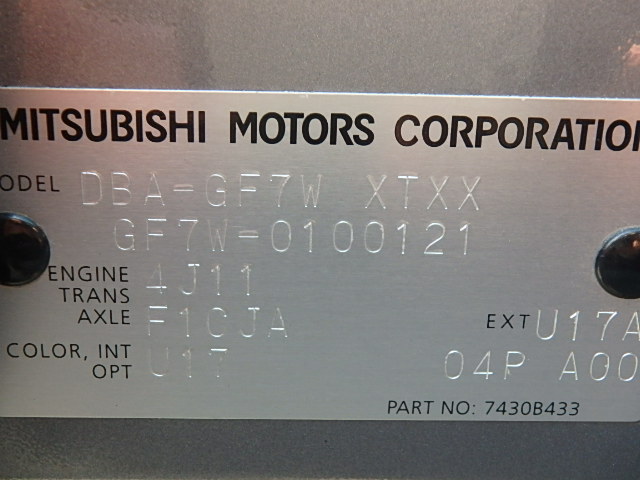 MITSUBISHI MOTORS CORPORATION
ODEL DBA-GF7W XTXX
GF7W-0100121
ENGINE 4J11
TRANS
AXLE F1CJA EXT U17A
COLOR, INT U17
OPT 04P A00
PART NO: 7430B433